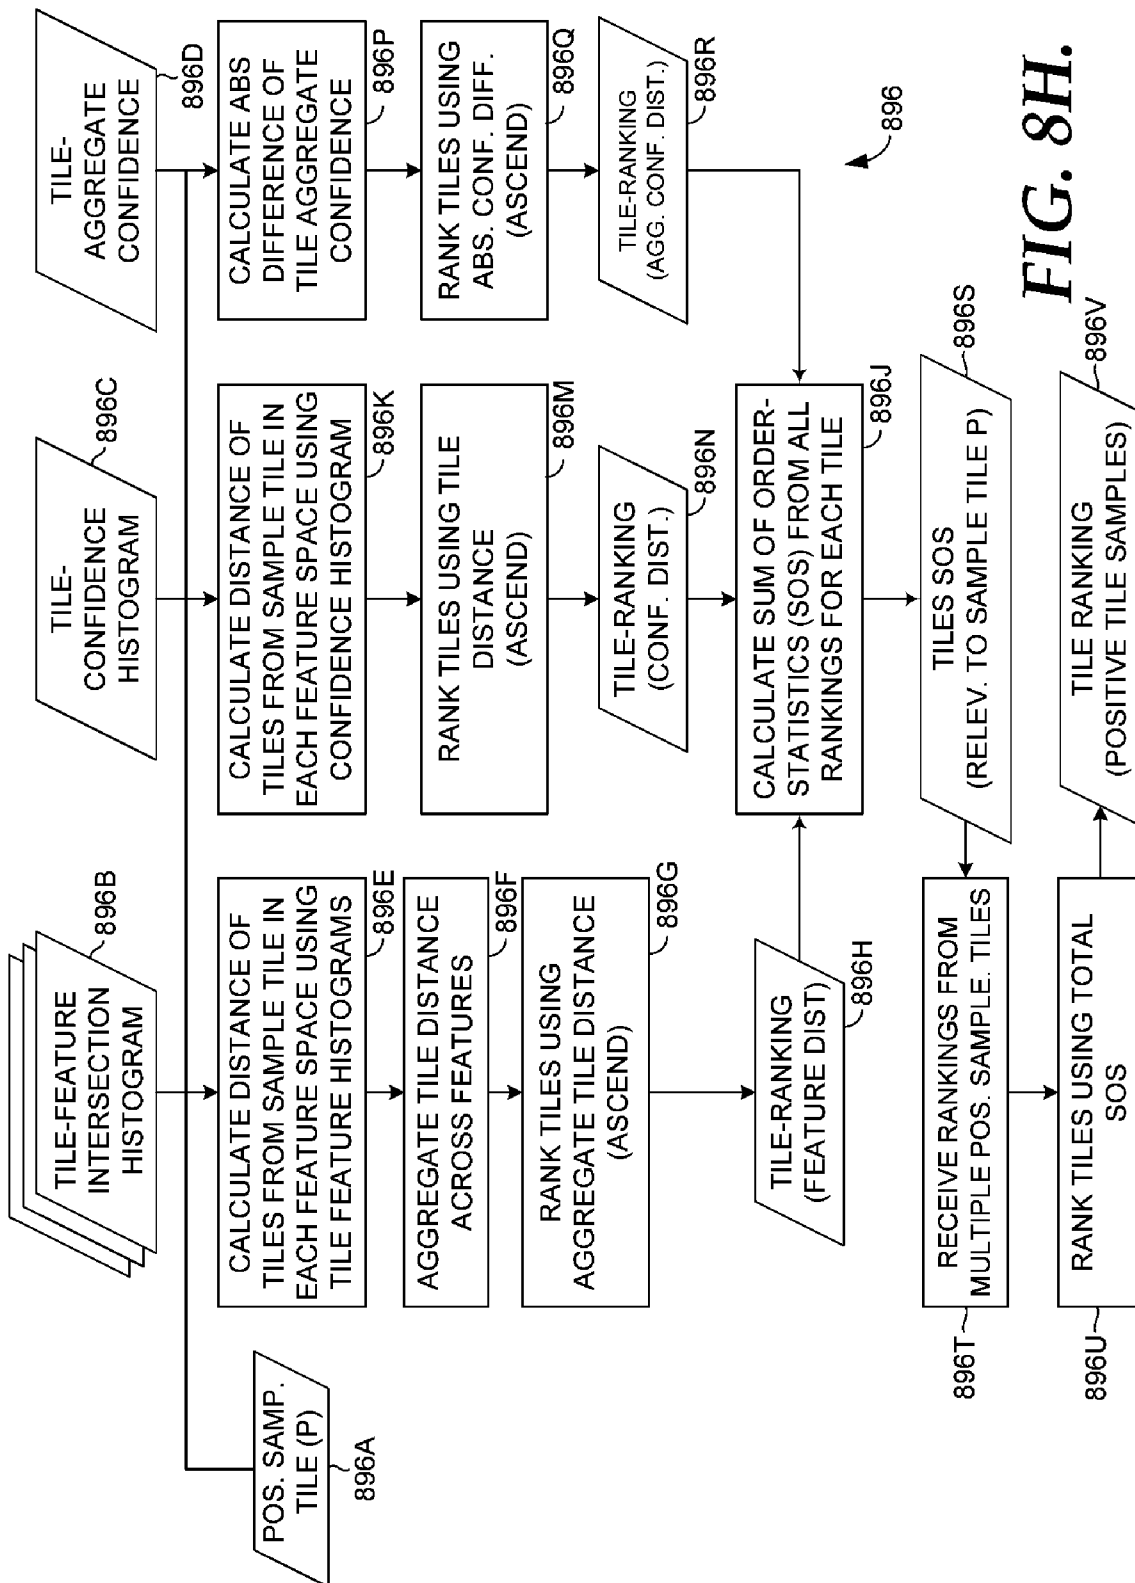 POS. SAMP.
TILE (P)
896A
TILE-FEATURE
INTERSECTION
HISTOGRAM
896B
CALCULATE DISTANCE OF
TILES FROM SAMPLE TILE IN
EACH FEATURE SPACE USING
TILE FEATURE HISTOGRAMS
896E
AGGREGATE TILE DISTANCE
ACROSS FEATURES
896F
RANK TILES USING
AGGREGATE TILE DISTANCE
(ASCEND)
896G
TILE-RANKING
(FEATURE DIST)
896H
TILE-
CONFIDENCE
HISTOGRAM
896C
CALCULATE DISTANCE OF
TILES FROM SAMPLE TILE IN
EACH FEATURE SPACE USING
CONFIDENCE HISTOGRAM
896K
RANK TILES USING TILE
DISTANCE
(ASCEND)
896M
TILE-RANKING
(CONF. DIST.)
896N
TILE-
AGGREGATE
CONFIDENCE
896D
CALCULATE ABS
DIFFERENCE OF
TILE AGGREGATE
CONFIDENCE
896P
RANK TILES USING
ABS. CONF. DIFF.
(ASCEND)
896Q
TILE-RANKING
(AGG. CONF. DIST.)
896R
CALCULATE SUM OF ORDER-
STATISTICS (SOS) FROM ALL
RANKINGS FOR EACH TILE
896J
TILES SOS
(RELEV. TO SAMPLE TILE P)
896S
RECEIVE RANKINGS FROM
MULTIPLE POS. SAMPLE. TILES
896T
RANK TILES USING TOTAL
SOS
896U
TILE RANKING
(POSITIVE TILE SAMPLES)
896V
896
FIG. 8H.